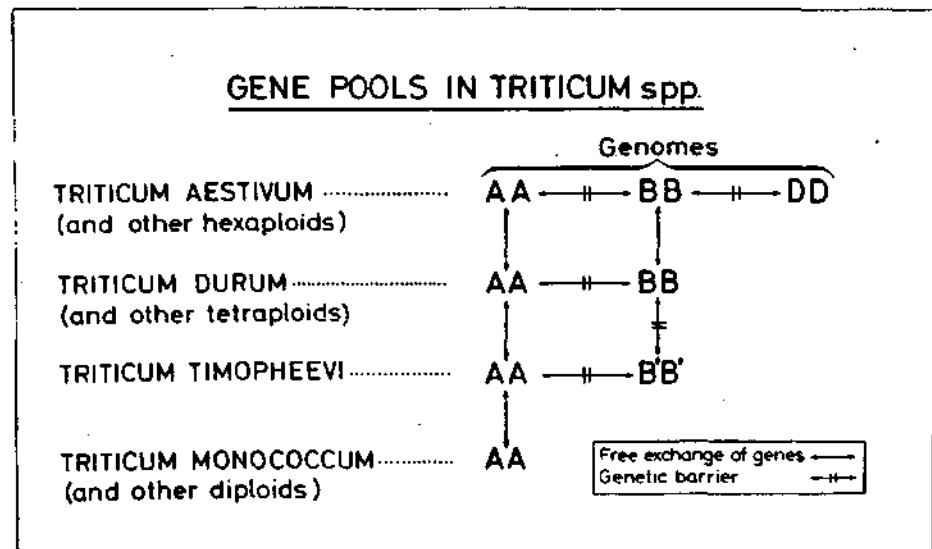 GENE POOLS IN TRITICUM spp.
Genomes
TRITICUM AESTIVUM AA BB DD
(and other hexaploids)
TRITICUM DURUM AA BB
(and other tetraploids)
TRITICUM TIMOPHEEVI AA B'B'
TRITICUM MONOCOCCUM AA
(and other diploids)
Free exchange of genes
Genetic barrier